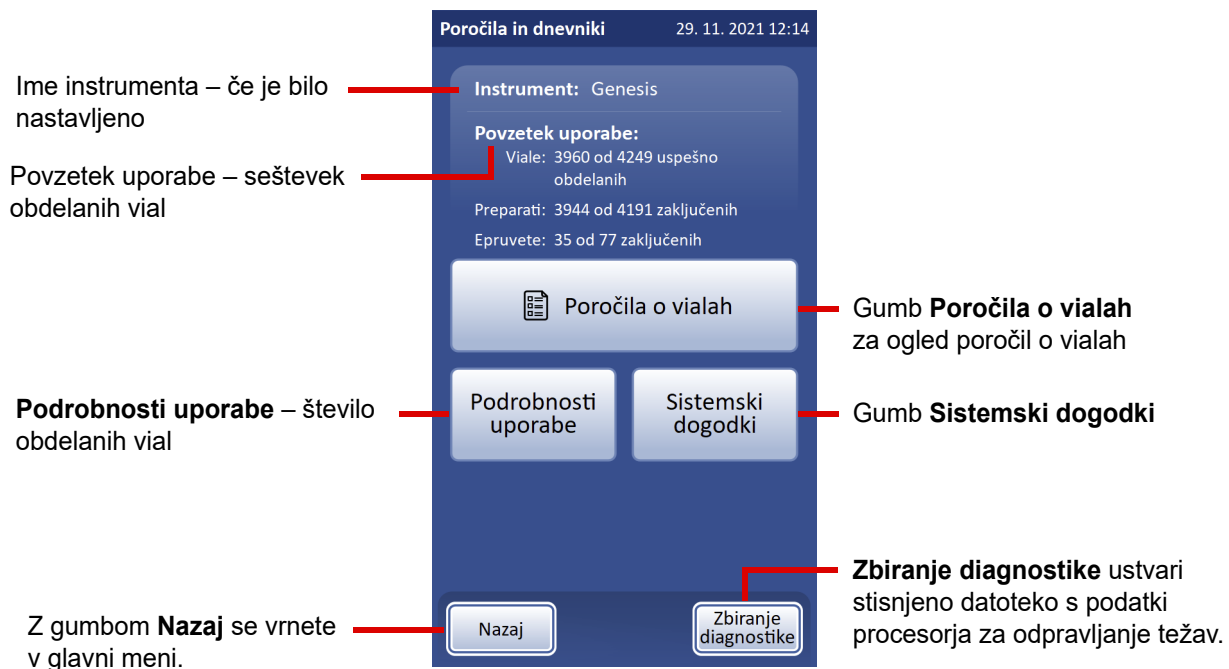 Poročila in dnevniki
29. 11. 2021 12:14
Ime instrumenta – če je bilo
nastavljeno
Instrument: Genesis
Povzetek uporabe – seštevek
obdelanih vial
Povzetek uporabe:
Viale: 3960 od 4249 uspešno
obdelanih
Preparati: 3944 od 4191 zaključenih
Epruvete: 35 od 77 zaključenih
Poročila o vialah
Gumb Poročila o vialah
za ogled poročil o vialah
Podrobnosti uporabe – število
obdelanih vial
Podrobnosti
uporabe
Sistemski
dogodki
Gumb Sistemski dogodki
Z gumbom Nazaj se vrnete
v glavni meni.
Nazaj
Zbiranje
diagnostike
Zbiranje diagnostike ustvari
stisnjeno datoteko s podatki
procesorja za odpravljanje težav.